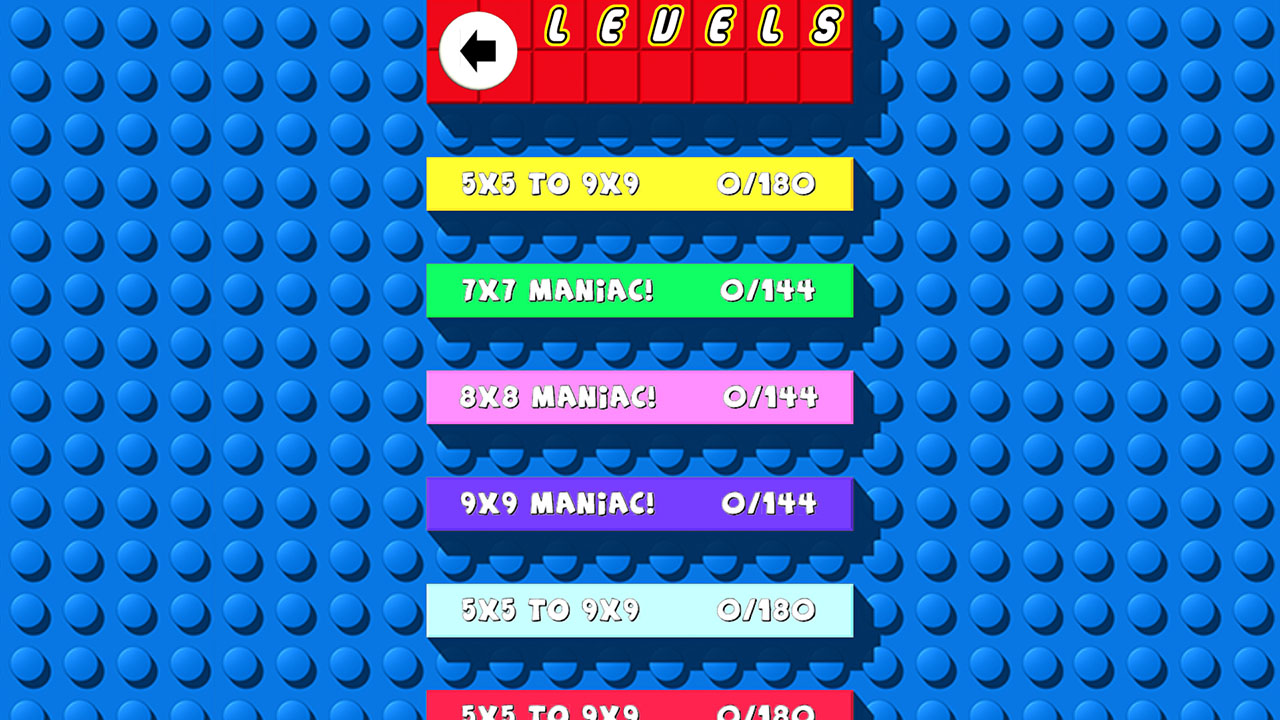 LEVELS
5X5 TO 9X9 0/180
7X7 MANiAC! 0/144
8X8 MANiAC! 0/144
9X9 MANiAC! 0/144
5X5 TO 9X9 0/180
5X5 TO 9X9 0/180